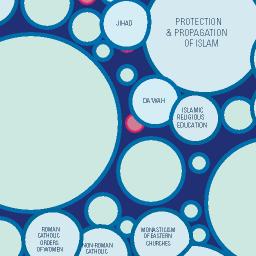 JIHAD
PROTECTION
& PROPAGATION
OF ISLAM
DA'WAH
ISLAMIC
RELIGIOUS
EDUCATION
ROMAN
CATHOLIC
ORDERS
OF WOMEN
NON-ROMAN
CATHOLIC
MONASTICISM
OF EASTERN
CHURCHES